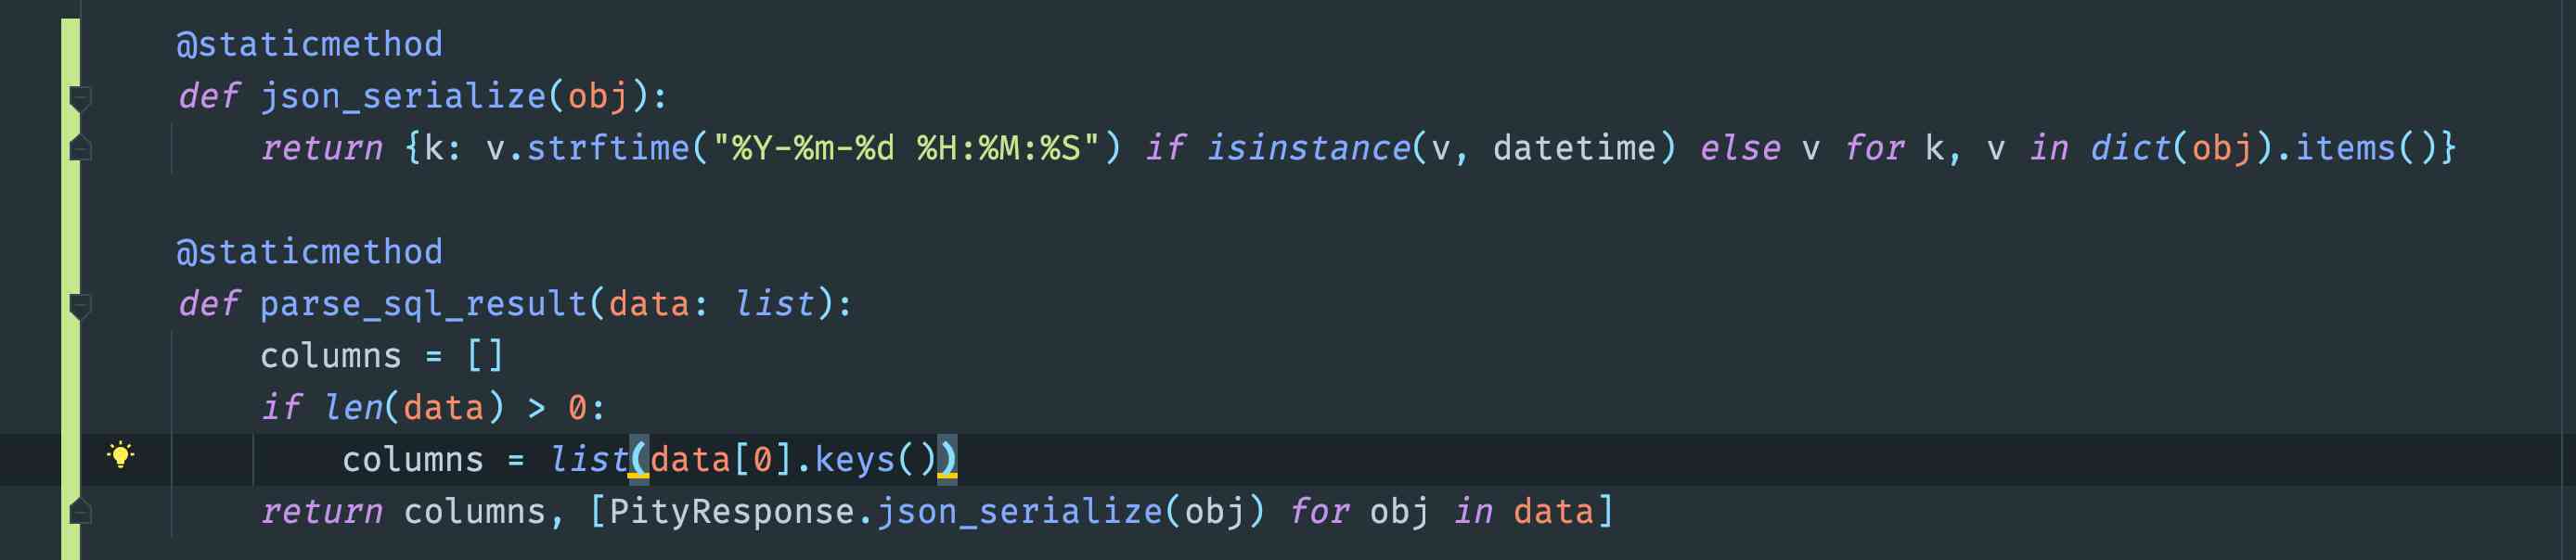 @staticmethod
def json_serialize(obj):
    return {k: v.strftime("%Y-%m-%d %H:%M:%S") if isinstance(v, datetime) else v for k, v in dict(obj).items()}
@staticmethod
def parse_sql_result(data: list):
    columns = []
    if len(data) > 0:
        columns = list(data[0].keys())
    return columns, [PityResponse.json_serialize(obj) for obj in data]